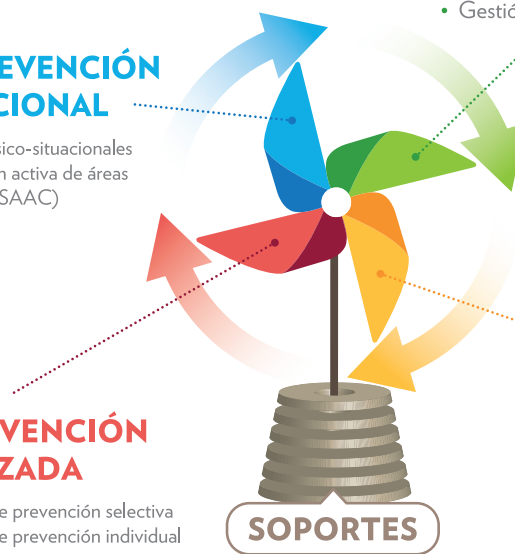 • Gestió
EVENCIÓN
CIONAL
sico-situacionales
n activa de áreas
SAAC)
VENCIÓN
ZADA
e prevención selectiva
e prevención individual
SOPORTES